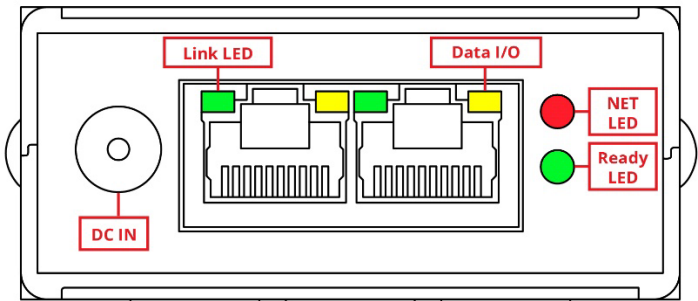 Link LED
Data I/O
NET
LED
Ready
LED
DC IN